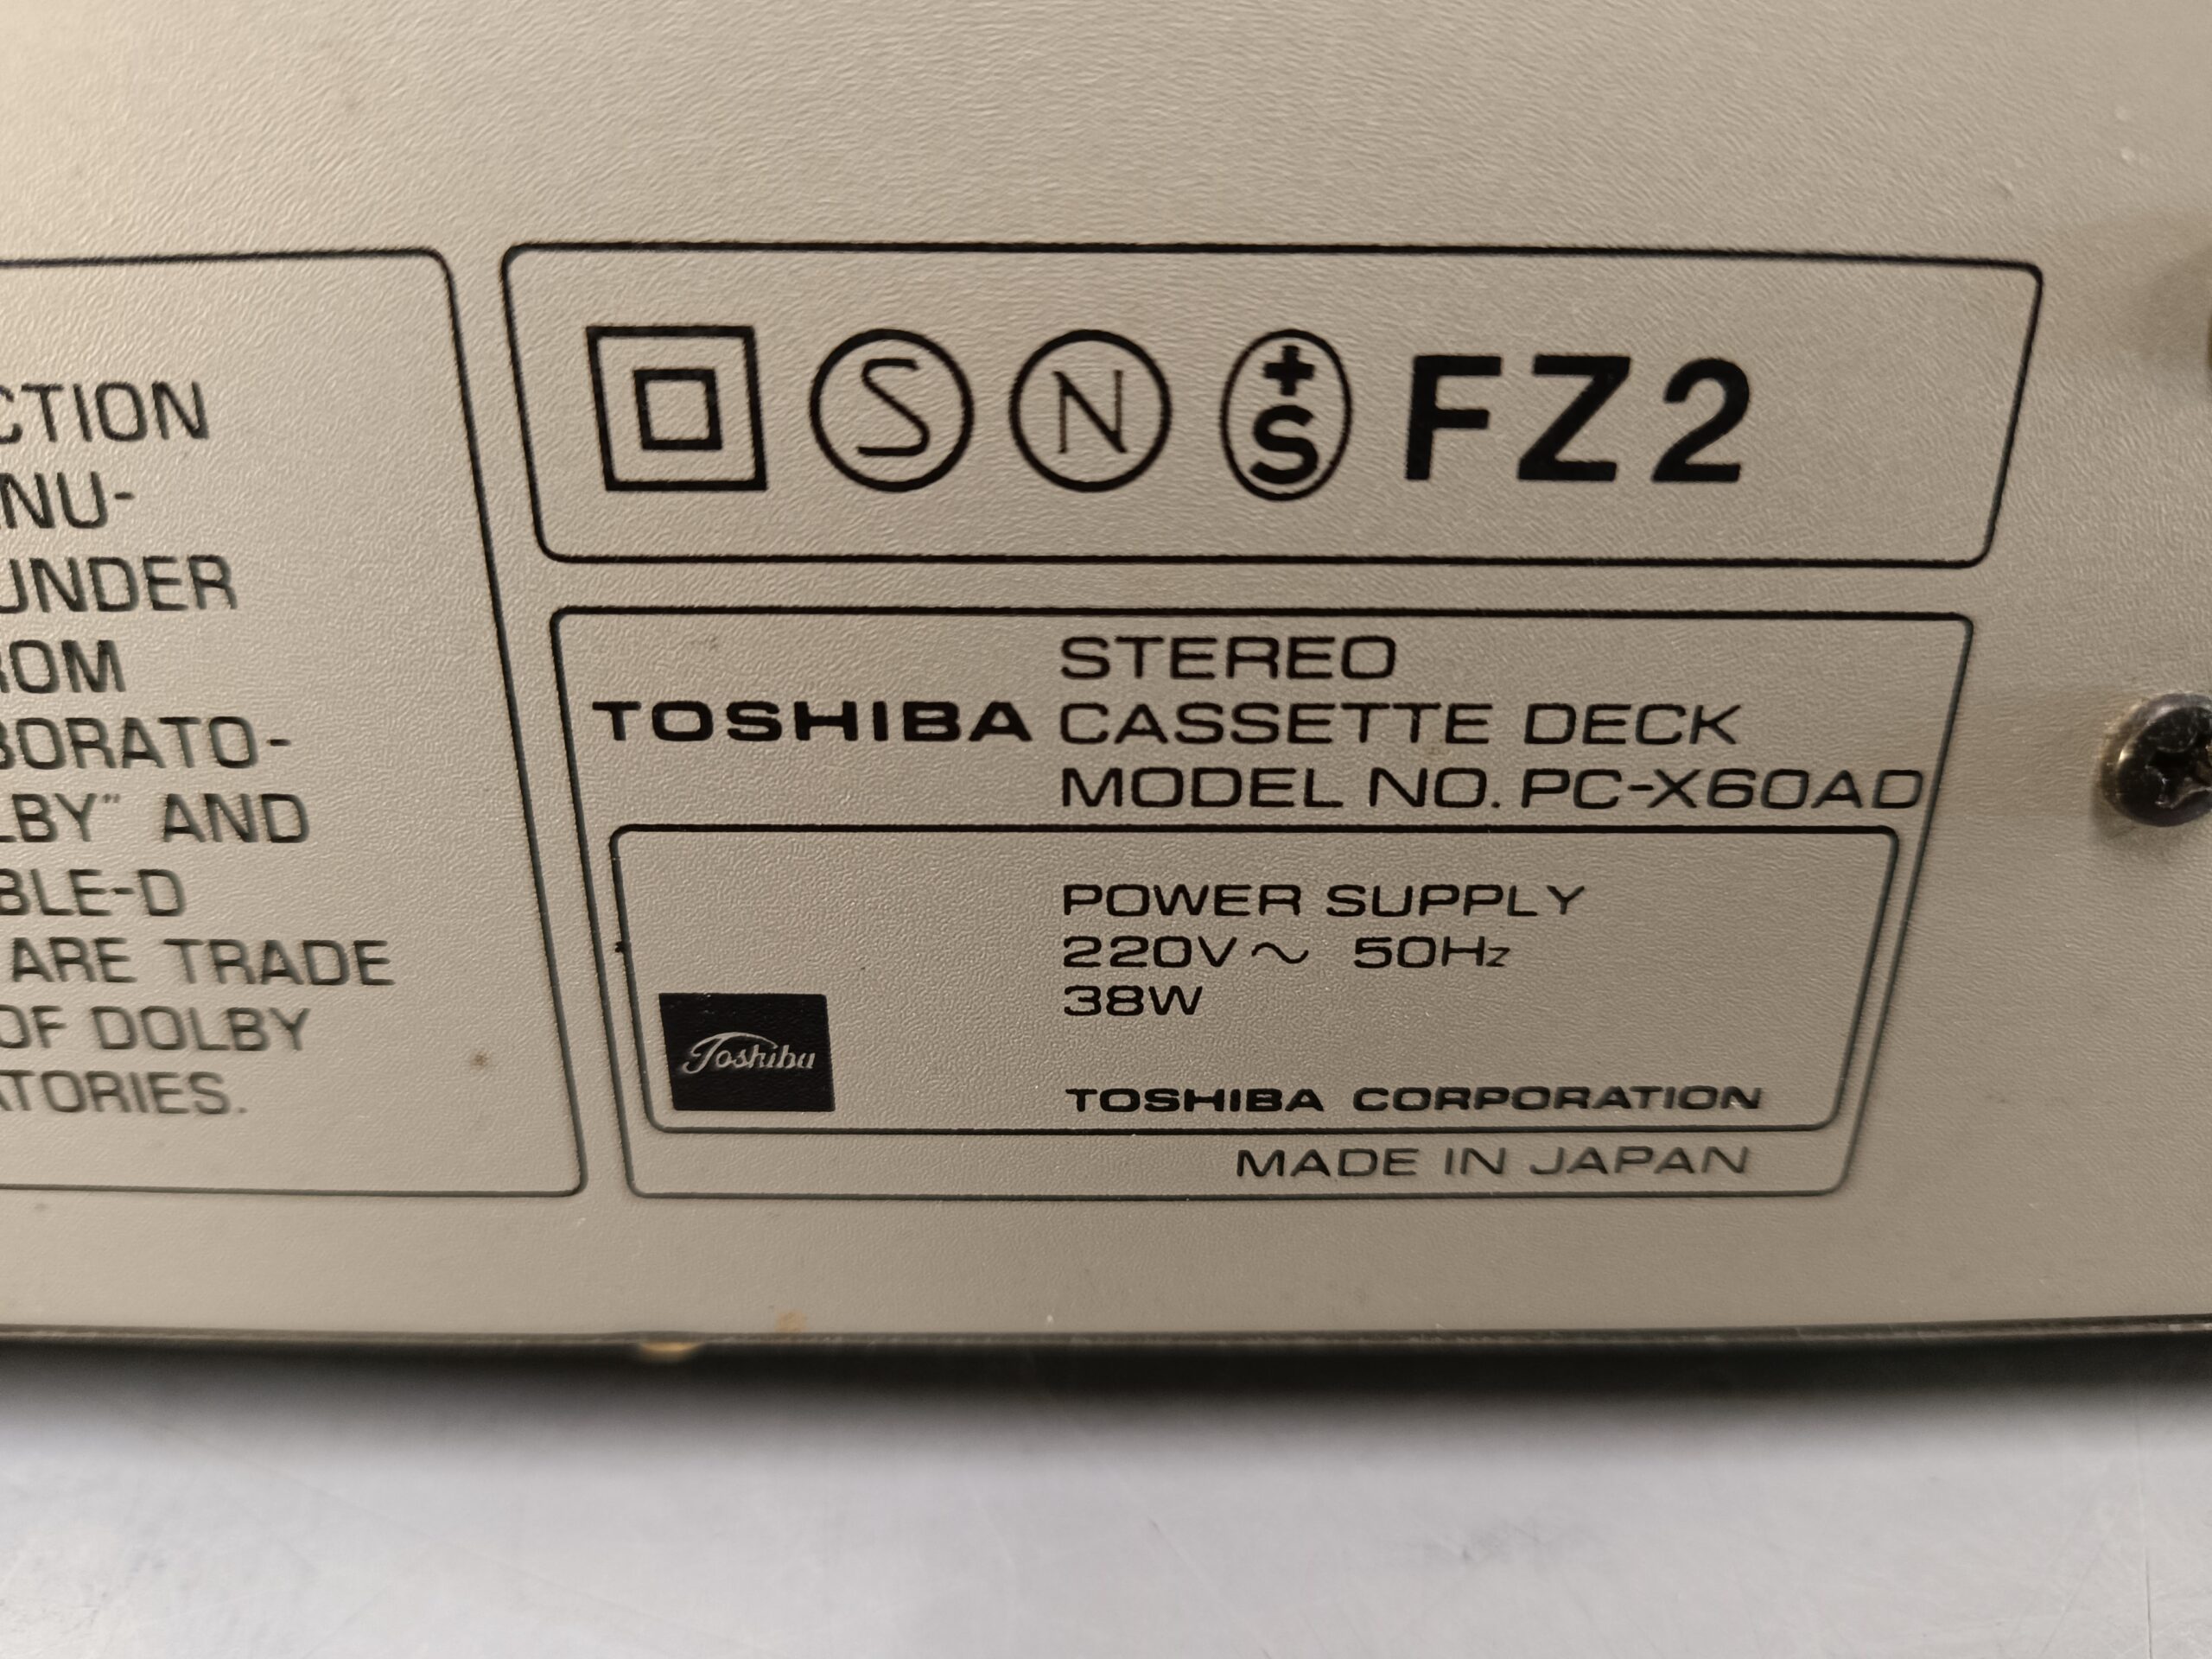 CTION
NU-
UNDER
ROM
BORATO-
LBY" AND
BLE-D
ARE TRADE
OF DOLBY
ATORIES.
S N +S FZ2
STEREO
TOSHIBA CASSETTE DECK
MODEL NO. PC-X60AD
POWER SUPPLY
220V~ 50Hz
38W
Toshiba
TOSHIBA CORPORATION
MADE IN JAPAN